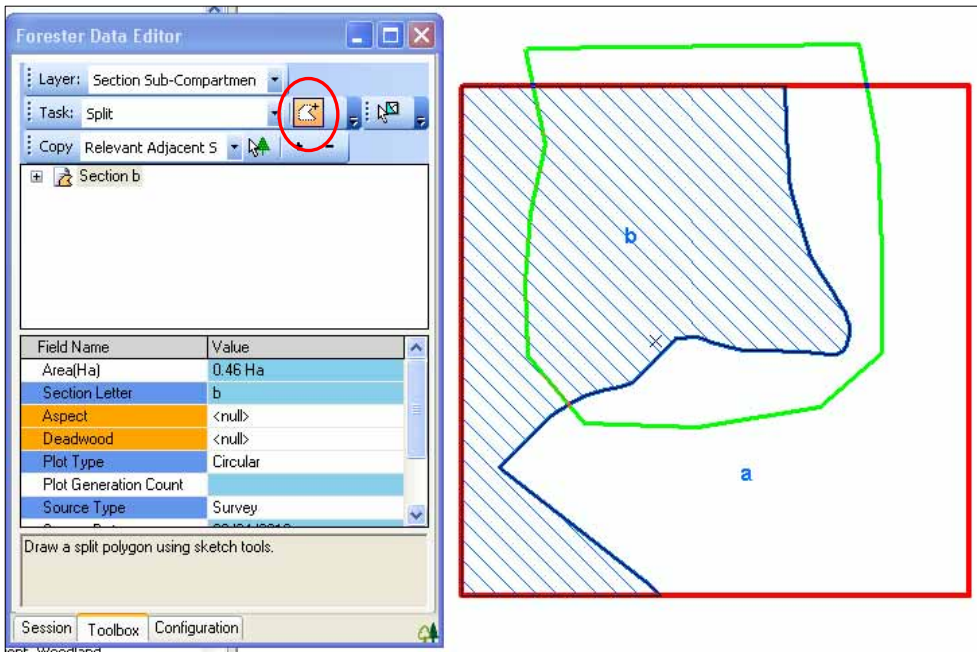 Forester Data Editor
Layer: Section Sub-Compartmen
Task: Split
Copy Relevant Adjacent S + -
Section b
Field Name Value
Area(Ha) 0.46 Ha
Section Letter b
Aspect <null>
Deadwood <null>
Plot Type Circular
Plot Generation Count
Source Type Survey
Draw a split polygon using sketch tools.
Session Toolbox Configuration
b
a